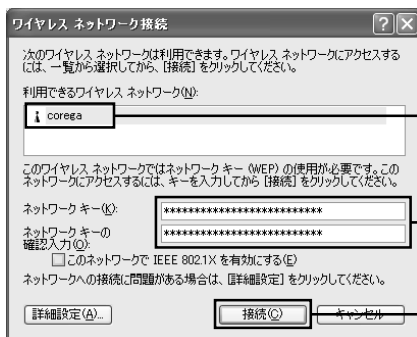 ワイヤレス ネットワーク接続
次のワイヤレス ネットワークは利用できます。ワイヤレス ネットワークにアクセスする
には、一覧から選択してから、[接続] をクリックしてください。
利用できるワイヤレス ネットワーク(N):
corega
このワイヤレス ネットワークではネットワーク キー (WEP) の使用が必要です。この
ネットワークにアクセスするには、キーを入力してから [接続] をクリックしてください。
ネットワーク キー(K):
**************************
ネットワーク キーの
確認入力(O):
**************************
このネットワークで IEEE 802.1X を有効にする(E)
ネットワークへの接続に問題がある場合は、[詳細設定] をクリックしてください。
詳細設定(A)...
接続(C)
キャンセル